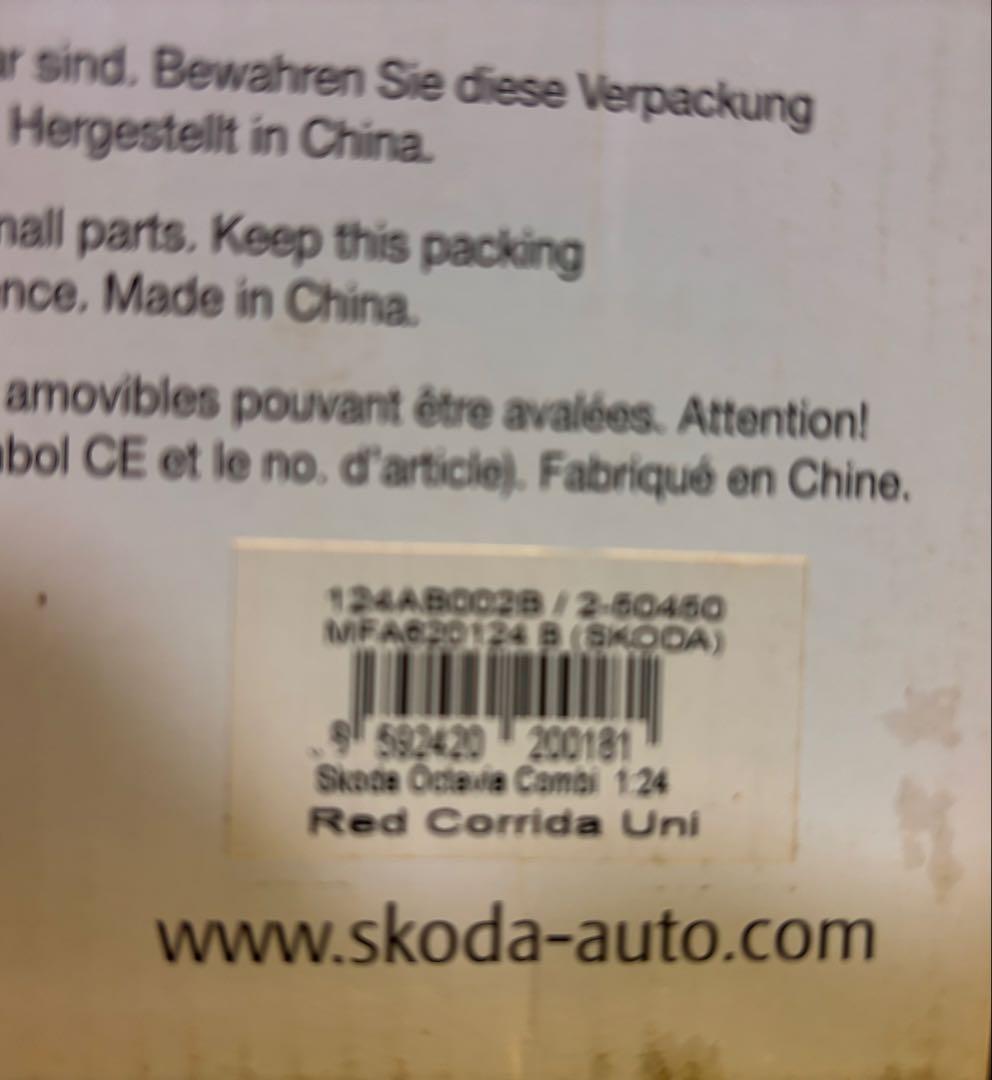 ar sind. Bewahren Sie diese Verpackung
Hergestellt in China.
mall parts. Keep this packing
nce. Made in China.
amovibles pouvant être avalées. Attention!
bol CE et le no. d'article). Fabriqué en Chine.
124AB002B / 2-50450
MFA620124 B (SKODA)
8 592420 200181
Skoda Octavia Combi 1:24
Red Corrida Uni
www.skoda-auto.com